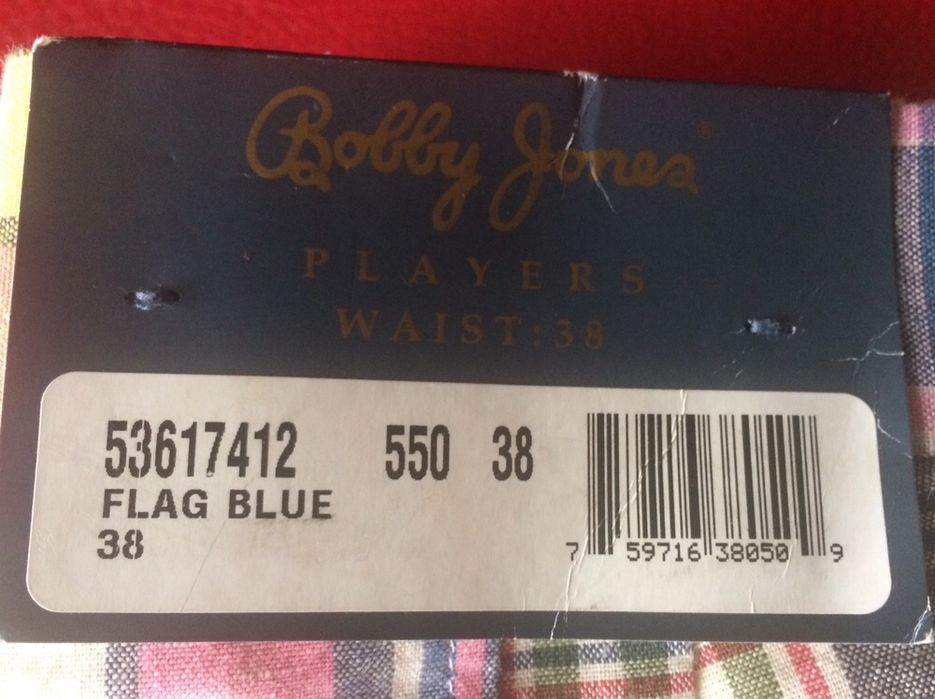 Bobby Jones®
PLAYERS
WAIST:38
53617412 550 38
FLAG BLUE
38
7 59716 38050 9